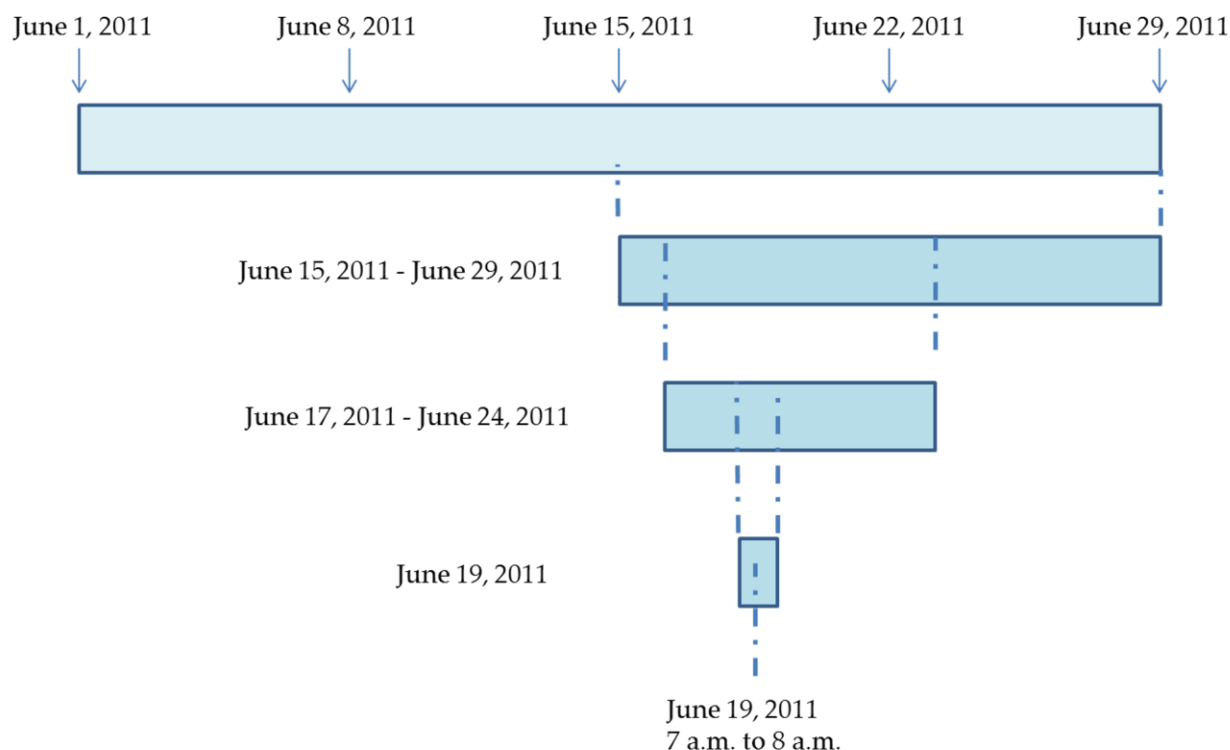 June 1, 2011
June 8, 2011
June 15, 2011
June 22, 2011
June 29, 2011
June 15, 2011 - June 29, 2011
June 17, 2011 - June 24, 2011
June 19, 2011
June 19, 2011
7 a.m. to 8 a.m.